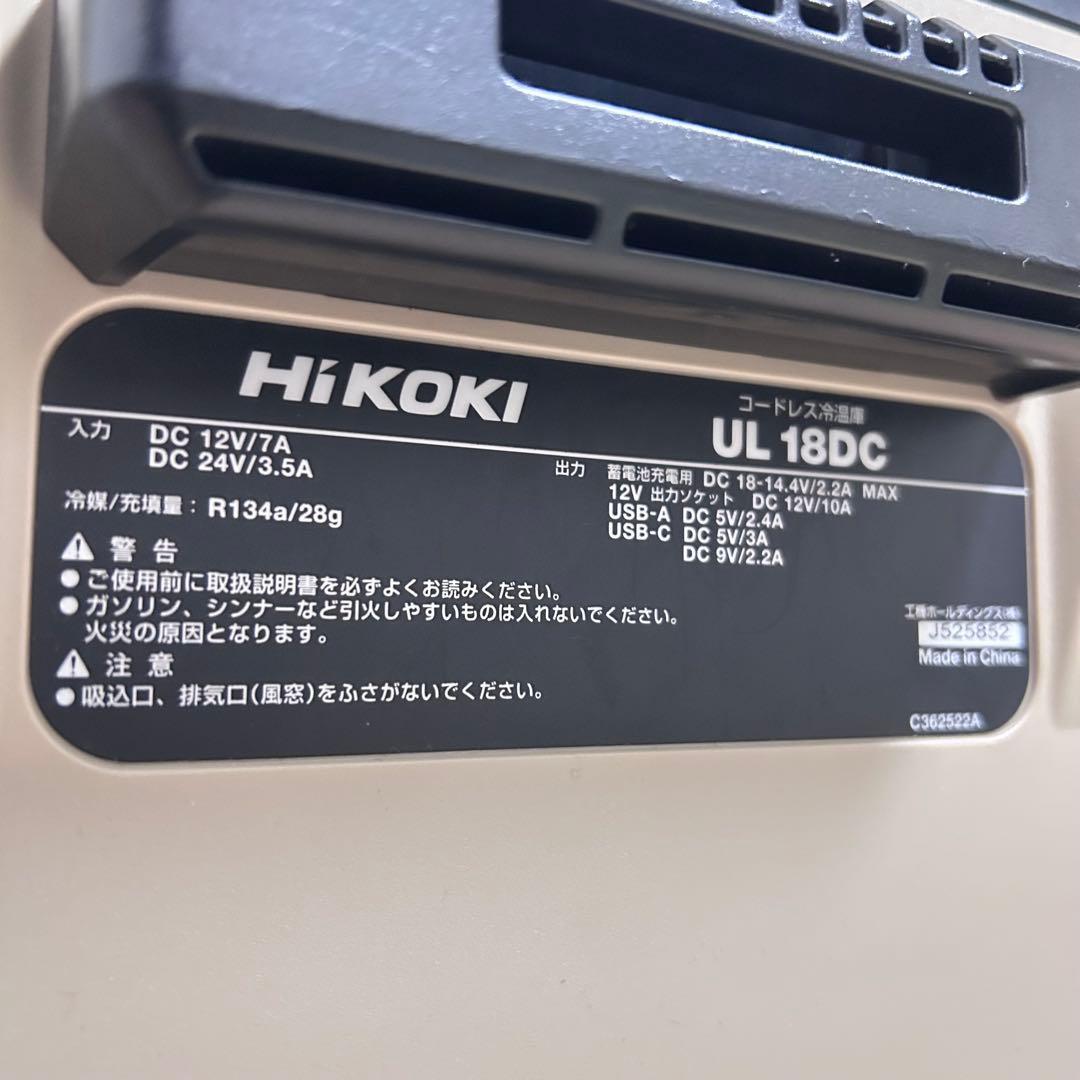 HiKOKI
コードレス冷温庫
UL 18DC
入力 DC 12V/7A
DC 24V/3.5A
冷媒/充填量: R134a/28g
出力 蓄電池充電用 DC 18-14.4V/2.2A MAX
12V 出力ソケット DC 12V/10A
USB-A DC 5V/2.4A
USB-C DC 5V/3A
DC 9V/2.2A
警告
●ご使用前に取扱説明書を必ずよくお読みください。
●ガソリン、シンナーなど引火しやすいものは入れないでください。
火災の原因となります。
注意
●吸込口、排気口(風窓)をふさがないでください。
工機ホールディングス(株)
J525852
Made in China
C362522A